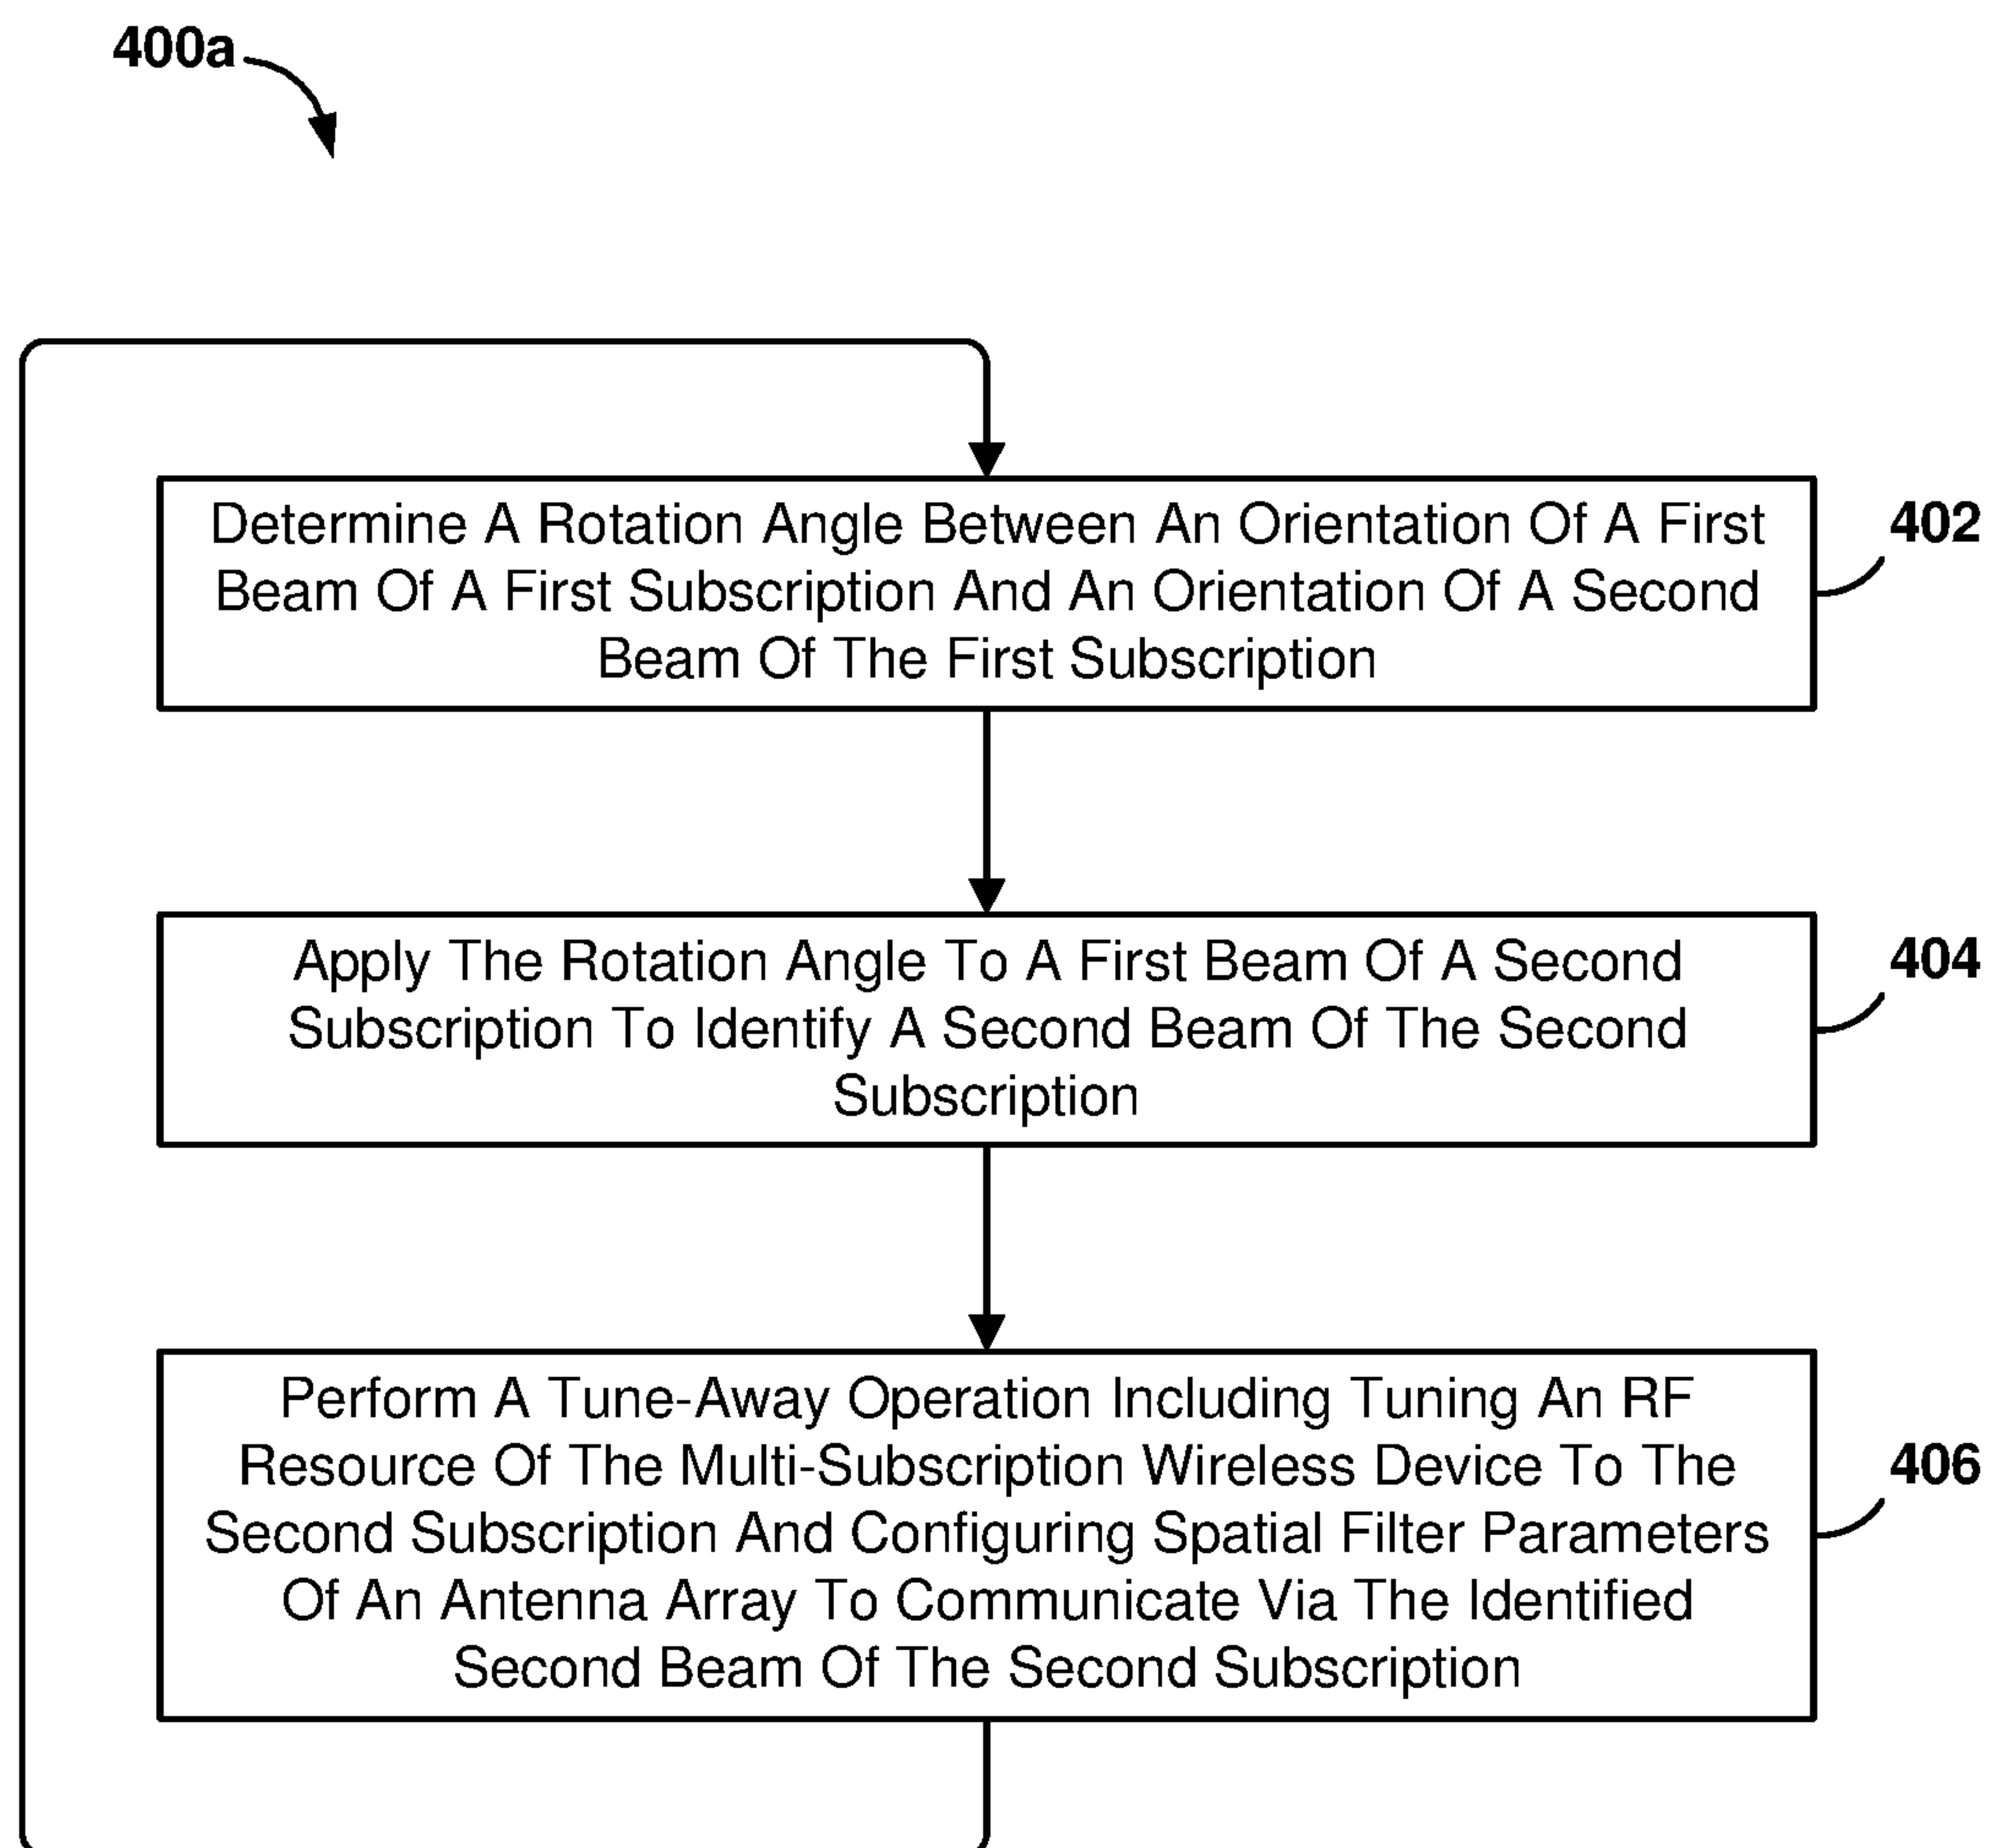 400a
Determine A Rotation Angle Between An Orientation Of A First
Beam Of A First Subscription And An Orientation Of A Second
Beam Of The First Subscription
402
Apply The Rotation Angle To A First Beam Of A Second
Subscription To Identify A Second Beam Of The Second
Subscription
404
Perform A Tune-Away Operation Including Tuning An RF
Resource Of The Multi-Subscription Wireless Device To The
Second Subscription And Configuring Spatial Filter Parameters
Of An Antenna Array To Communicate Via The Identified
Second Beam Of The Second Subscription
406